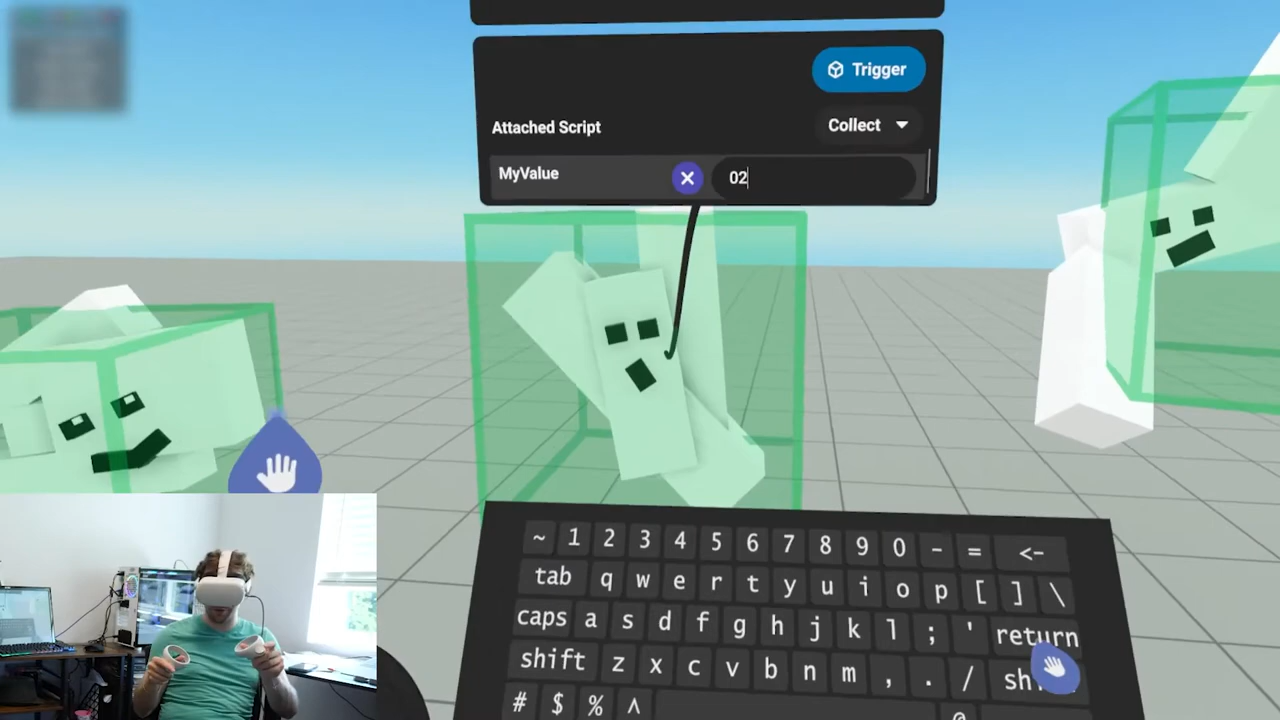 Trigger
Attached Script
Collect
MyValue
02
~ 1 2 3 4 5 6 7 8 9 0 - = <-
tab q w e r t y u i o p [ ] \
caps a s d f g h j k l ; ' return
shift z x c v b n m , . / sh
# $ % ^ @